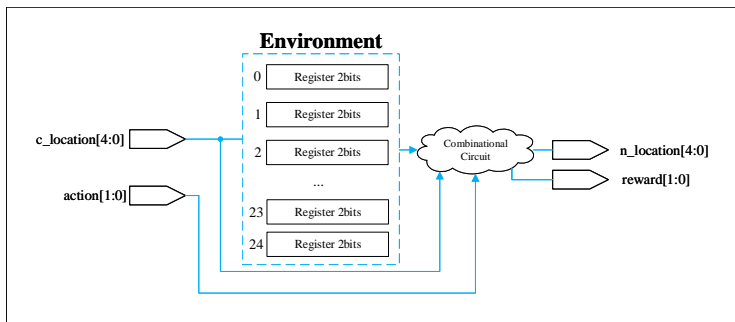 Environment
0 Register 2bits
1 Register 2bits
c_location[4:0]
2 Register 2bits
Combinational
Circuit
n_location[4:0]
...
action[1:0]
reward[1:0]
23 Register 2bits
24 Register 2bits